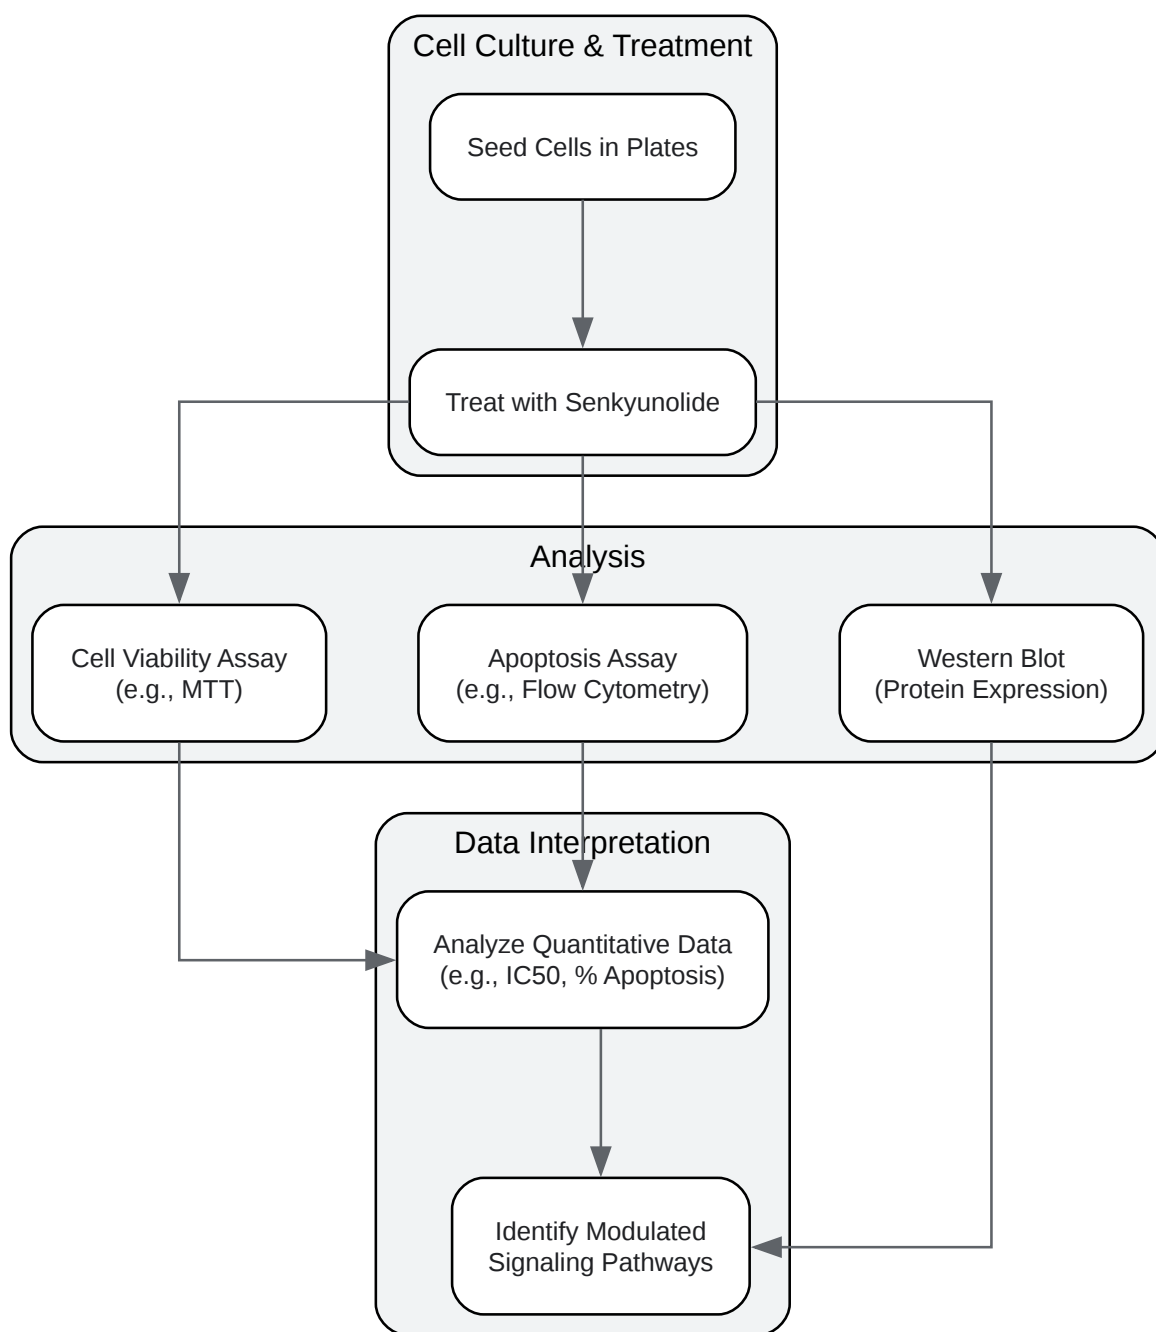 Cell Culture & Treatment
Seed Cells in Plates
Treat with Senkyunolide
Analysis
Cell Viability Assay
(e.g., MTT)
Apoptosis Assay
(e.g., Flow Cytometry)
Western Blot
(Protein Expression)
Data Interpretation
Analyze Quantitative Data
(e.g., IC50, % Apoptosis)
Identify Modulated
Signaling Pathways